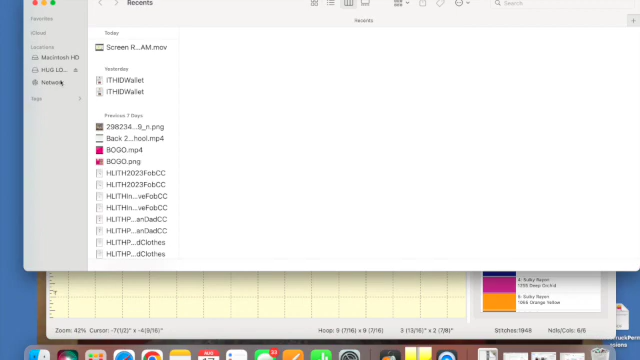 Recents
Search
Favorites
Recents
iCloud
Today
Locations
Screen R...AM.mov
Macintosh HD
Yesterday
HUG LO...
ITHIDWallet
Network
ITHIDWallet
Tags
Previous 7 Days
298234...9_n.png
Back 2...hool.mp4
BOGO.mp4
BOGO.png
HLITH2023FobCC
HLITH2023FobCC
HLITHIn...veFobCC
HLITHIn...veFobCC
HLITHP...anDadCC
HLITHP...anDadCC
HLITHP...dClothes
HLITHP...dClothes
4. Sulky Rayon
1256 Deep Orchid
5. Sulky Rayon
1956 Orange Yellow
Zoom: 42% Cursor: -7(1/2)" x -4(9/16)" Hoop: 9 (7/16) x 9 (7/16) 3 (13/16)" x 2 (7/8)" Stitches:1948 Ndls/Cols: 6/6